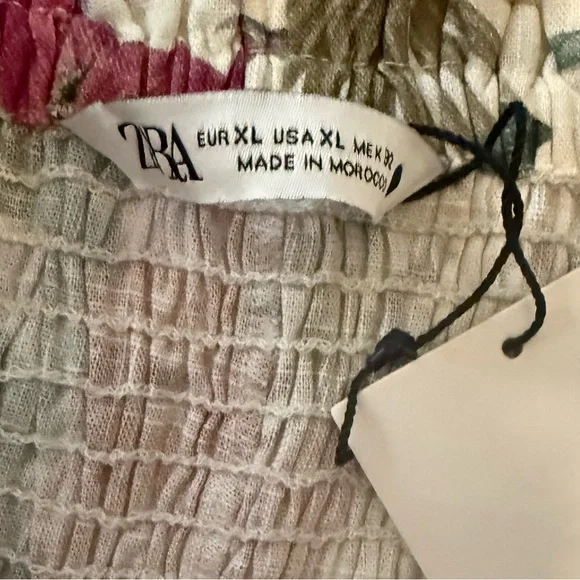 ZARA
EUR XL USA XL MEX 32
MADE IN MOROCCO